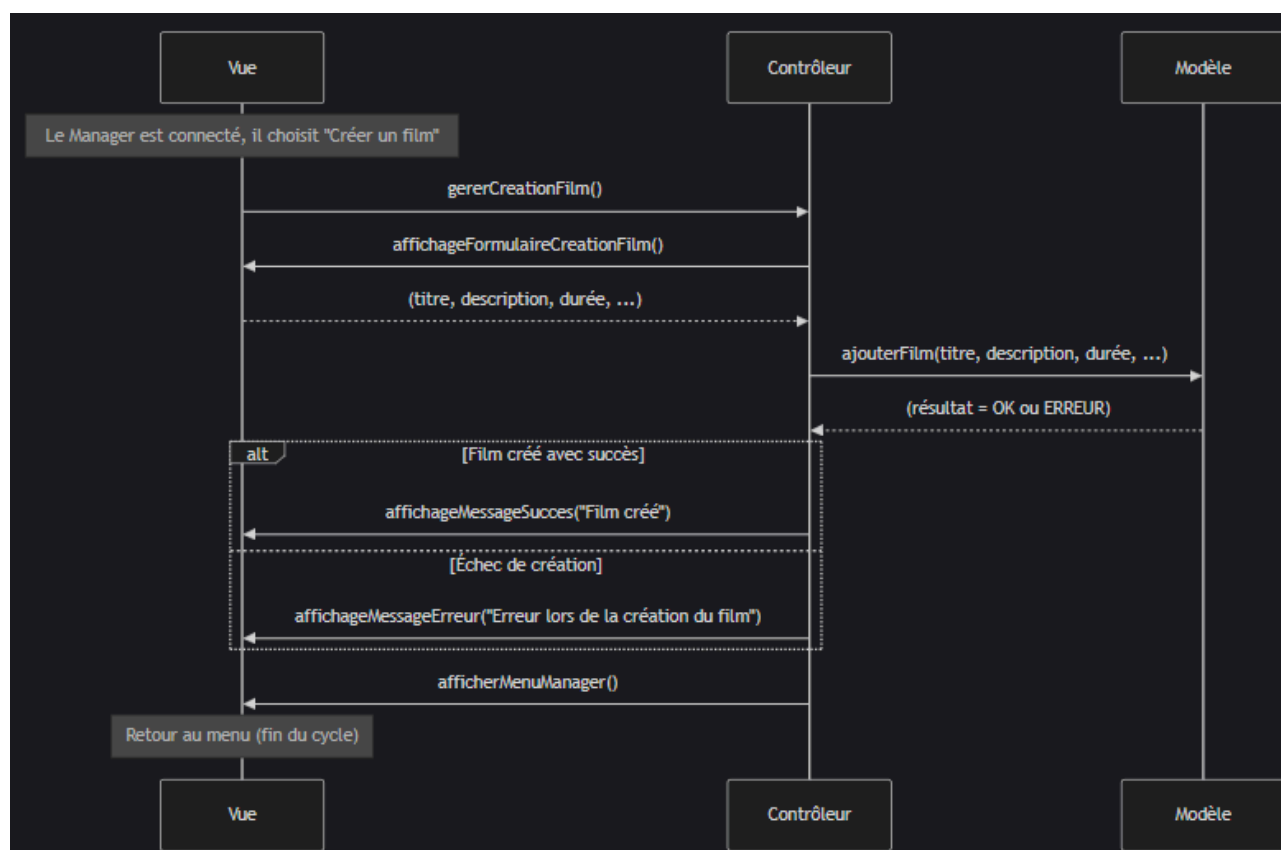 Vue
Contrôleur
Modèle
Le Manager est connecté, il choisit "Créer un film"
gererCreationFilm()
affichageFormulaireCreationFilm()
(titre, description, durée, ...)
ajouterFilm(titre, description, durée, ...)
(résultat = OK ou ERREUR)
alt
[Film créé avec succès]
affichageMessageSucces("Film créé")
[Échec de création]
affichageMessageErreur("Erreur lors de la création du film")
afficherMenuManager()
Retour au menu (fin du cycle)
Vue
Contrôleur
Modèle